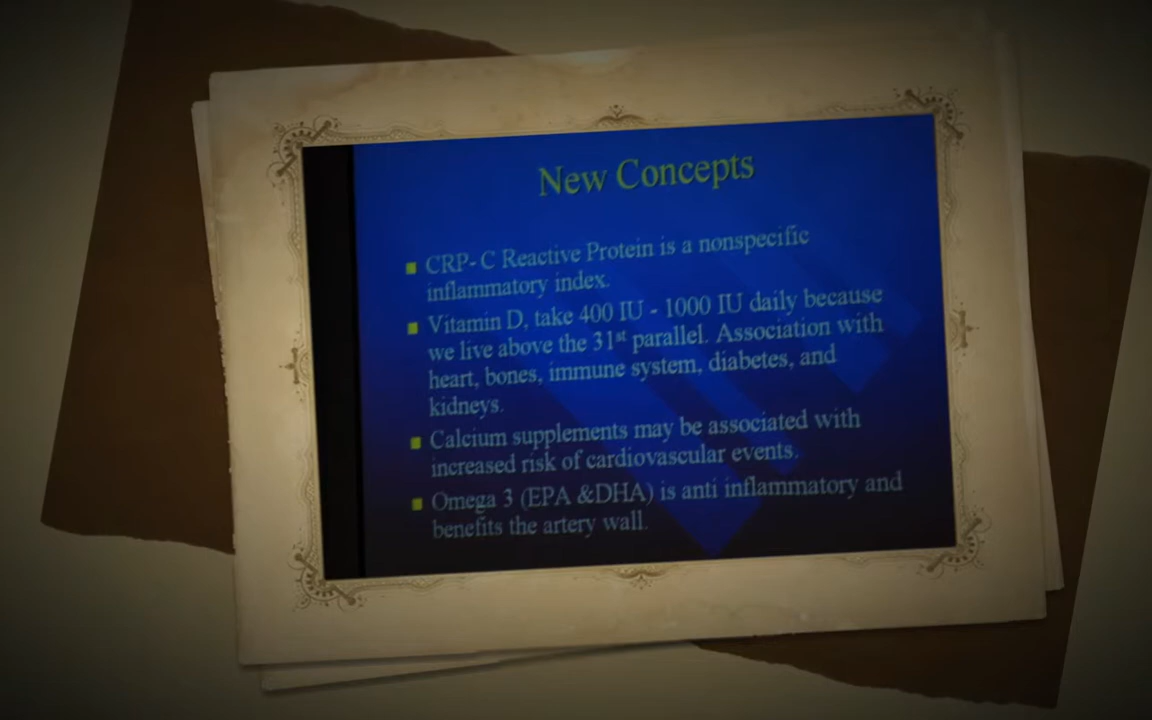 New Concepts
CRP- C Reactive Protein is a nonspecific
inflammatory index.
Vitamin D, take 400 IU - 1000 IU daily because
we live above the 31st parallel. Association with
heart, bones, immune system, diabetes, and
kidneys.
Calcium supplements may be associated with
increased risk of cardiovascular events.
Omega 3 (EPA &DHA) is anti inflammatory and
benefits the artery wall.